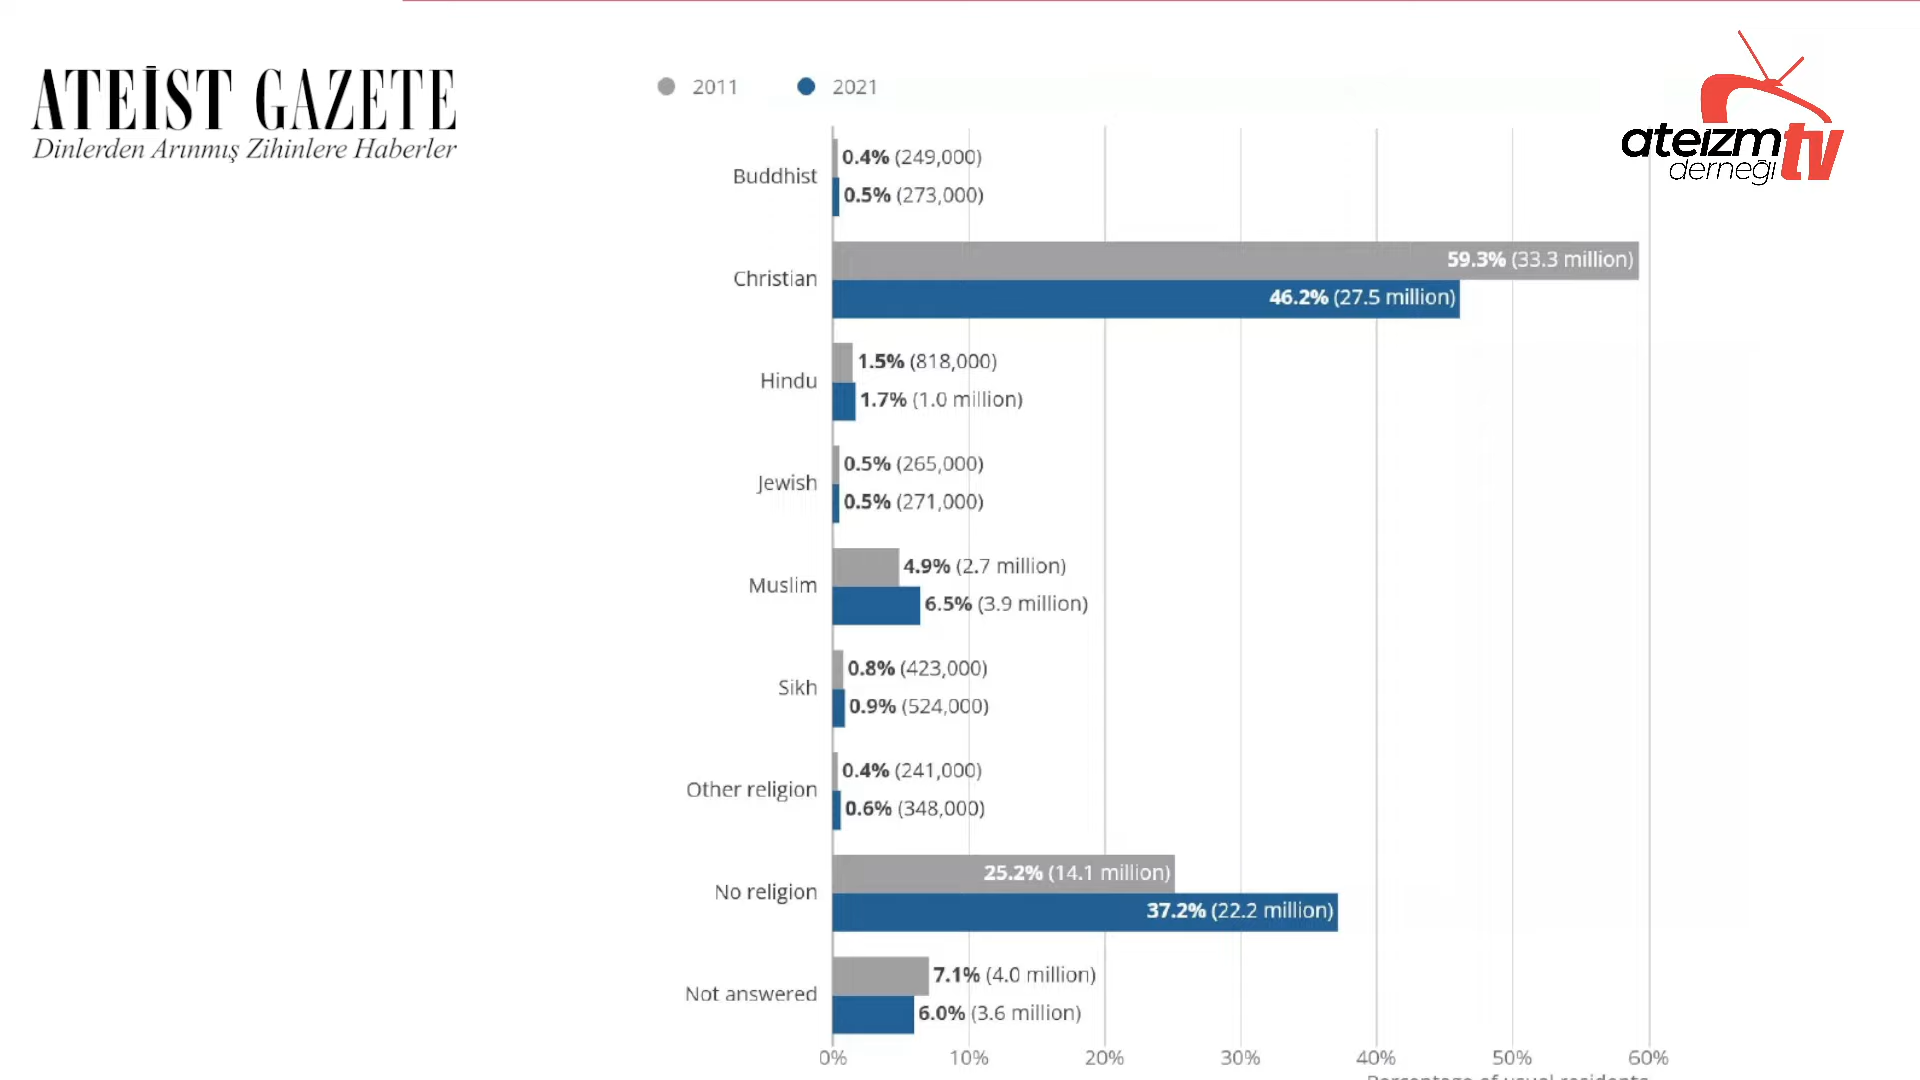 ATEİST GAZETE
Dinlerden Arınmış Zihinlere Haberler
ateizm tv
derneği
2011
2021
Buddhist
0.4% (249,000)
0.5% (273,000)
Christian
59.3% (33.3 million)
46.2% (27.5 million)
Hindu
1.5% (818,000)
1.7% (1.0 million)
Jewish
0.5% (265,000)
0.5% (271,000)
Muslim
4.9% (2.7 million)
6.5% (3.9 million)
Sikh
0.8% (423,000)
0.9% (524,000)
Other religion
0.4% (241,000)
0.6% (348,000)
No religion
25.2% (14.1 million)
37.2% (22.2 million)
Not answered
7.1% (4.0 million)
6.0% (3.6 million)
0% 10% 20% 30% 40% 50% 60%
Percentage of usual residents